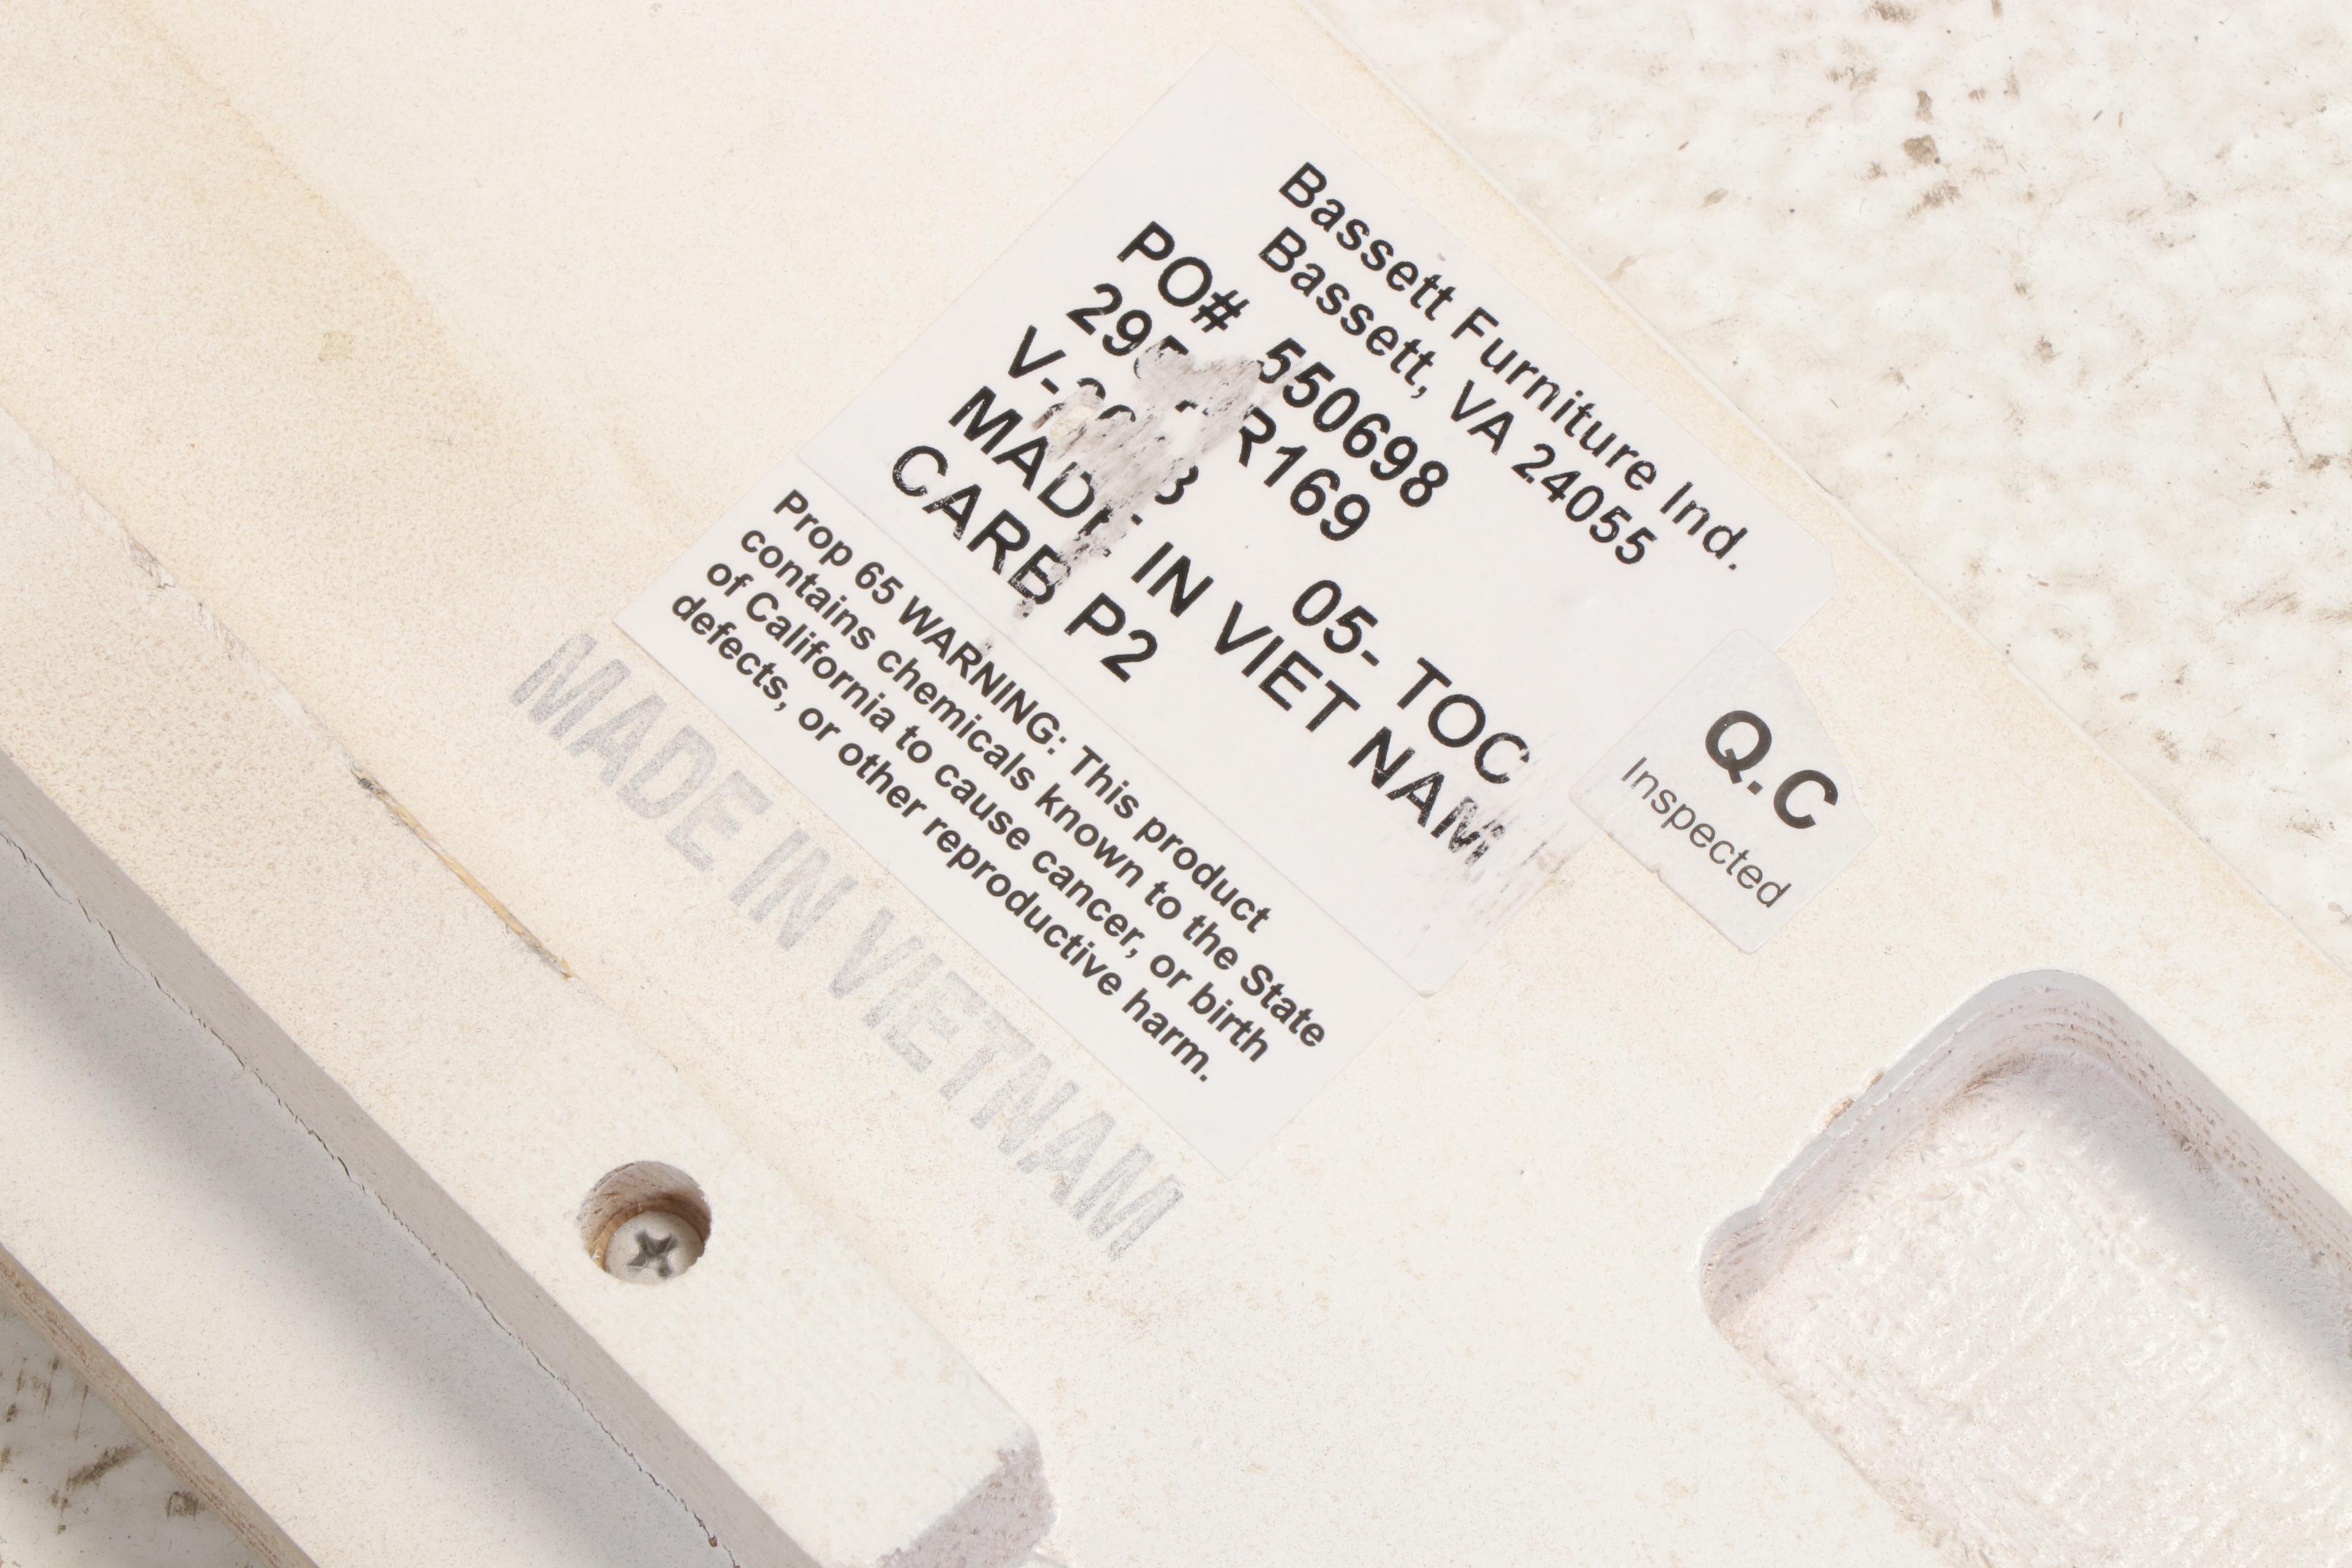 Bassett Furniture Ind.
Bassett, VA 24055
PO# 550698
05- TOC
MADE IN VIET NAM
CARB P2
Prop 65 WARNING: This product
contains chemicals known to the State
of California to cause cancer, or birth
defects, or other reproductive harm.
Q.C
Inspected
MADE IN VIETNAM